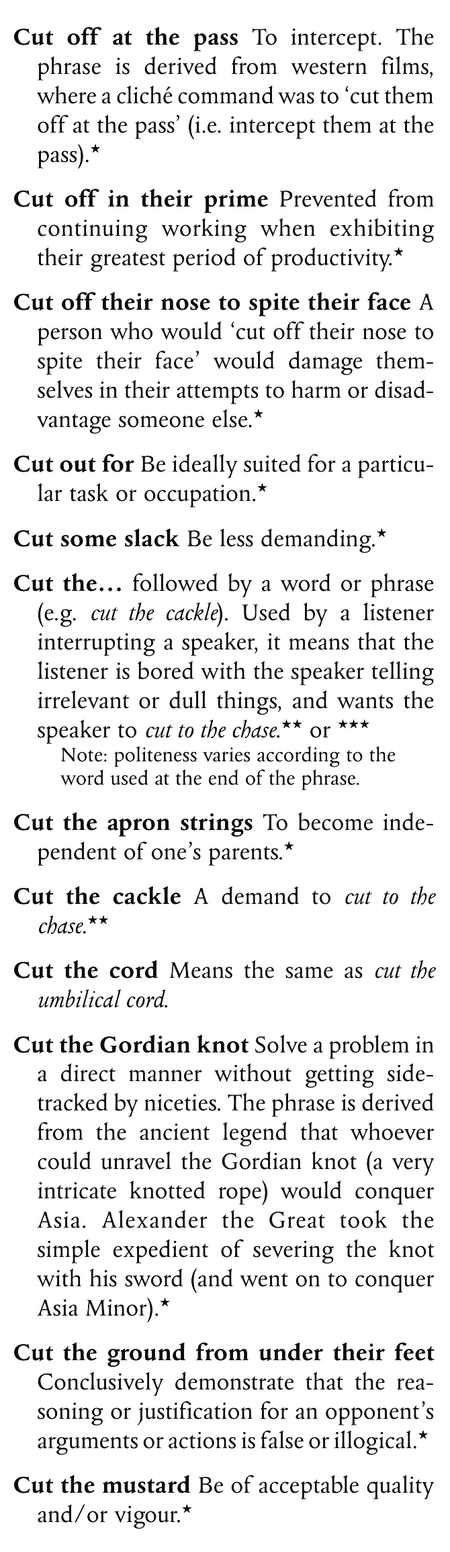 Cut off at the pass To intercept. The
phrase is derived from western films,
where a cliché command was to ‘cut them
off at the pass’ (i.e. intercept them at the
pass).★
Cut off in their prime Prevented from
continuing working when exhibiting
their greatest period of productivity.★
Cut off their nose to spite their face A
person who would ‘cut off their nose to
spite their face’ would damage them-
selves in their attempts to harm or disad-
vantage someone else.★
Cut out for Be ideally suited for a particu-
lar task or occupation.★
Cut some slack Be less demanding.★
Cut the… followed by a word or phrase
(e.g. cut the cackle). Used by a listener
interrupting a speaker, it means that the
listener is bored with the speaker telling
irrelevant or dull things, and wants the
speaker to cut to the chase.★★ or ★★★
Note: politeness varies according to the
word used at the end of the phrase.
Cut the apron strings To become inde-
pendent of one’s parents.★
Cut the cackle A demand to cut to the
chase.★★
Cut the cord Means the same as cut the
umbilical cord.
Cut the Gordian knot Solve a problem in
a direct manner without getting side-
tracked by niceties. The phrase is derived
from the ancient legend that whoever
could unravel the Gordian knot (a very
intricate knotted rope) would conquer
Asia. Alexander the Great took the
simple expedient of severing the knot
with his sword (and went on to conquer
Asia Minor).★
Cut the ground from under their feet
Conclusively demonstrate that the rea-
soning or justification for an opponent’s
arguments or actions is false or illogical.★
Cut the mustard Be of acceptable quality
and/or vigour.★